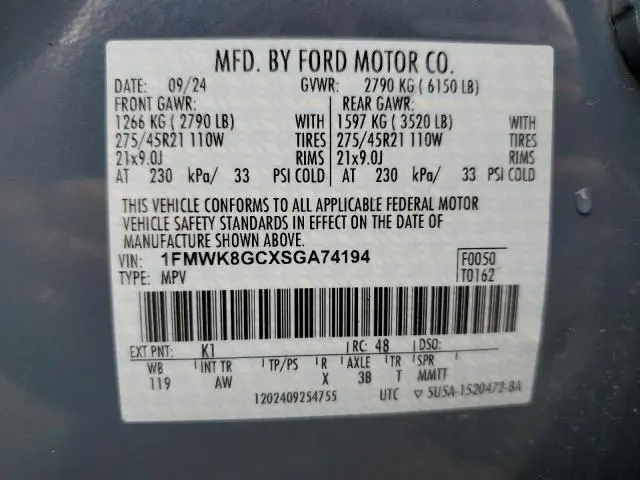 MFD. BY FORD MOTOR CO.
DATE: 09/24 GVWR: 2790 KG ( 6150 LB)
FRONT GAWR: REAR GAWR:
1266 KG ( 2790 LB) WITH 1597 KG ( 3520 LB) WITH
275/45R21 110W TIRES 275/45R21 110W TIRES
21x9.0J RIMS 21x9.0J RIMS
AT 230 kPa/ 33 PSI COLD AT 230 kPa/ 33 PSI COLD
THIS VEHICLE CONFORMS TO ALL APPLICABLE FEDERAL MOTOR
VEHICLE SAFETY STANDARDS IN EFFECT ON THE DATE OF
MANUFACTURE SHOWN ABOVE.
VIN: 1FMWK8GCXSGA74194 F0050
TYPE: MPV T0162
EXT PNT: K1 RC: 48 DSO:
WB INT TR TP/PS R AXLE TR SPR
119 AW X 3B T MMTT
1202409254755 UTC ▽ SU5A-1520472-BA